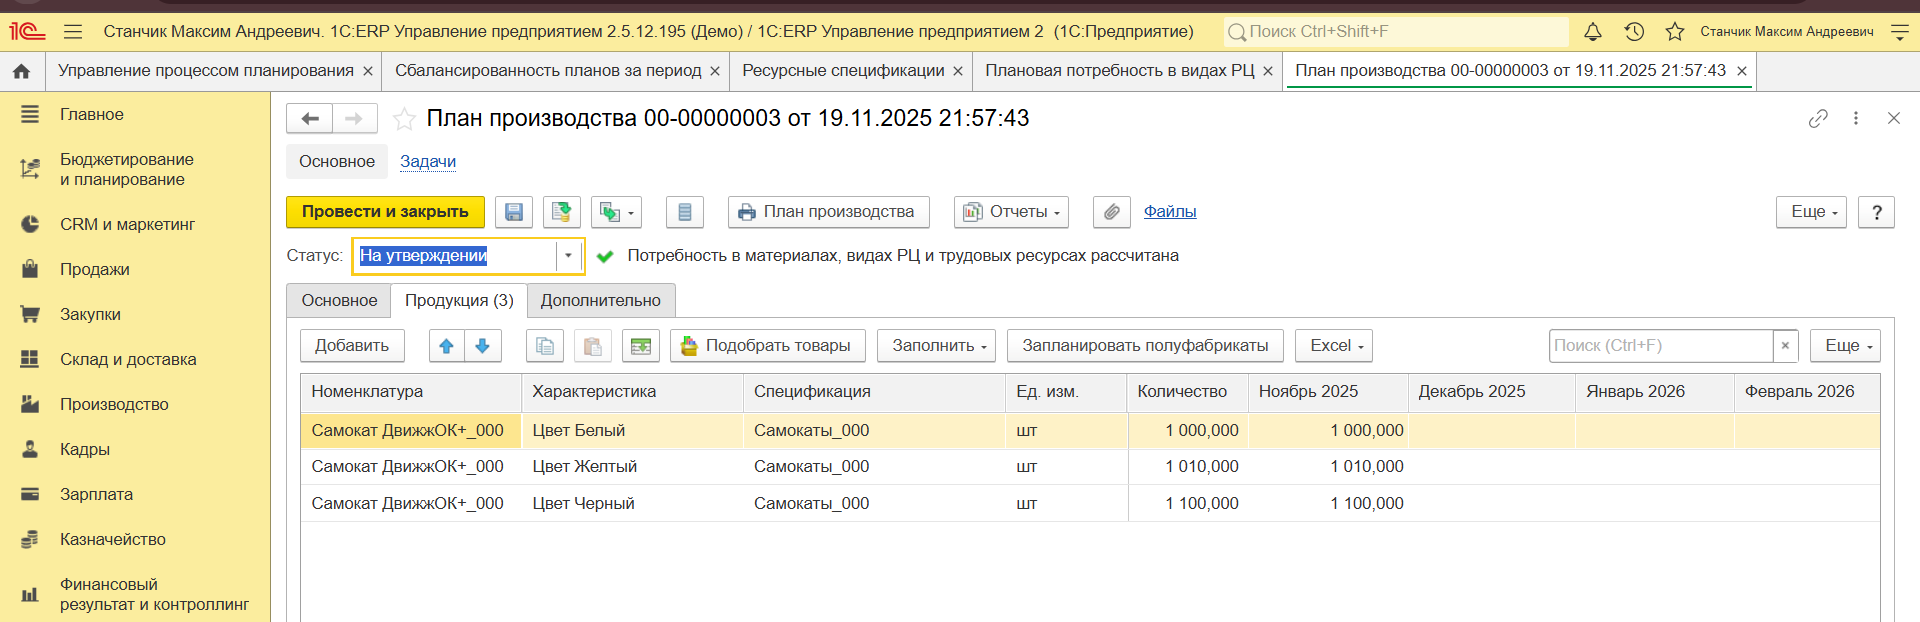 1С Станчик Максим Андреевич. 1С:ERP Управление предприятием 2.5.12.195 (Демо) / 1С:ERP Управление предприятием 2 (1С:Предприятие) Поиск Ctrl+Shift+F Станчик Максим Андреевич
Управление процессом планирования × Сбалансированность планов за период × Ресурсные спецификации × Плановая потребность в видах РЦ × План производства 00-00000003 от 19.11.2025 21:57:43 ×
Главное
Бюджетирование
и планирование
CRM и маркетинг
Продажи
Закупки
Склад и доставка
Производство
Кадры
Зарплата
Казначейство
Финансовый
результат и контроллинг
План производства 00-00000003 от 19.11.2025 21:57:43
Основное Задачи
Провести и закрыть План производства Отчеты Файлы Еще ?
Статус: На утверждении Потребность в материалах, видах РЦ и трудовых ресурсах рассчитана
Основное Продукция (3) Дополнительно
Добавить Подобрать товары Заполнить Запланировать полуфабрикаты Excel Поиск (Ctrl+F) × Еще
Номенклатура Характеристика Спецификация Ед. изм. Количество Ноябрь 2025 Декабрь 2025 Январь 2026 Февраль 2026
Самокат ДвижжОК+_000 Цвет Белый Самокаты_000 шт 1 000,000 1 000,000
Самокат ДвижжОК+_000 Цвет Желтый Самокаты_000 шт 1 010,000 1 010,000
Самокат ДвижжОК+_000 Цвет Черный Самокаты_000 шт 1 100,000 1 100,000